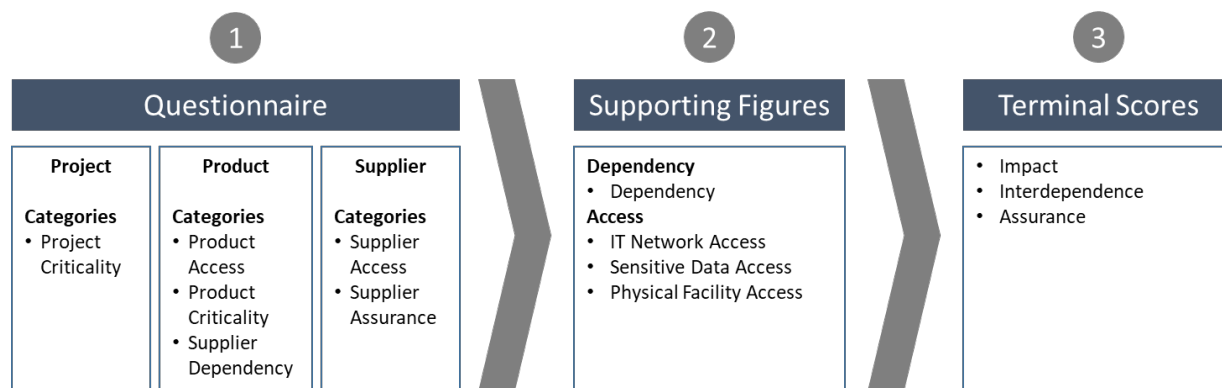 1
2
3
Questionnaire
Supporting Figures
Terminal Scores
Project
Categories
• Project
Criticality
Product
Categories
• Product
Access
• Product
Criticality
• Supplier
Dependency
Supplier
Categories
• Supplier
Access
• Supplier
Assurance
Dependency
• Dependency
Access
• IT Network Access
• Sensitive Data Access
• Physical Facility Access
• Impact
• Interdependence
• Assurance